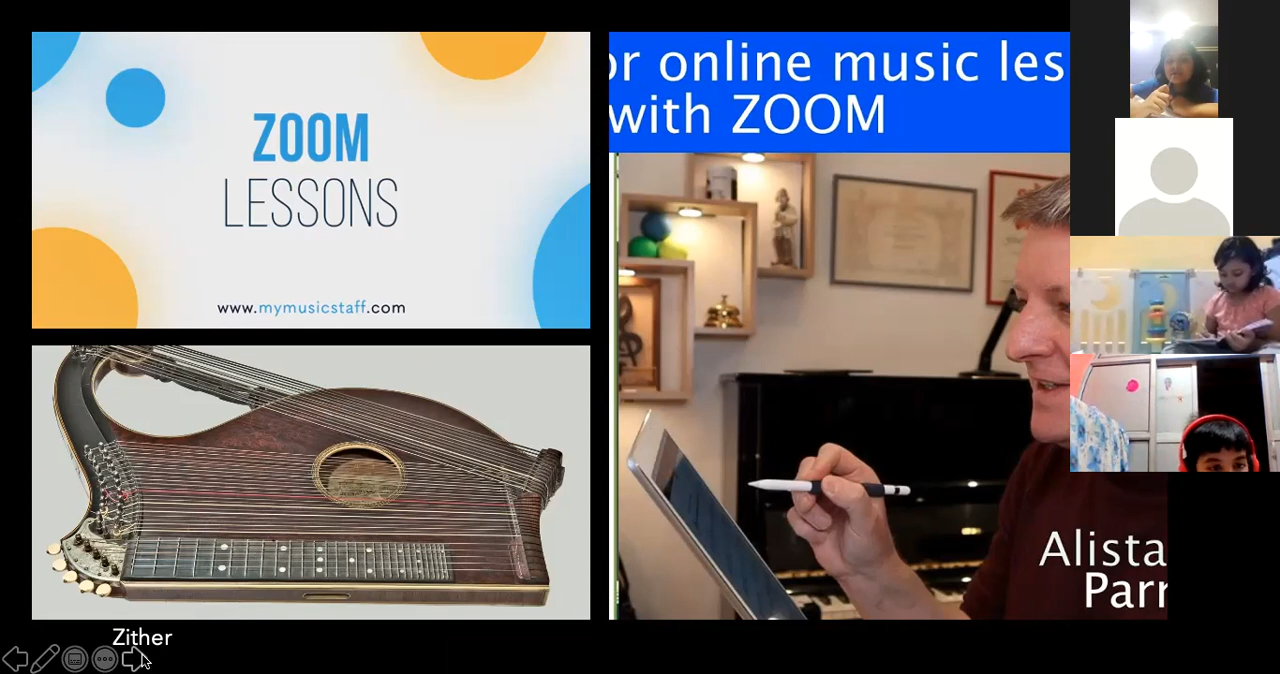 ZOOM
LESSONS
www.mymusicstaff.com
or online music les
with ZOOM
Alista
Parr
Zither